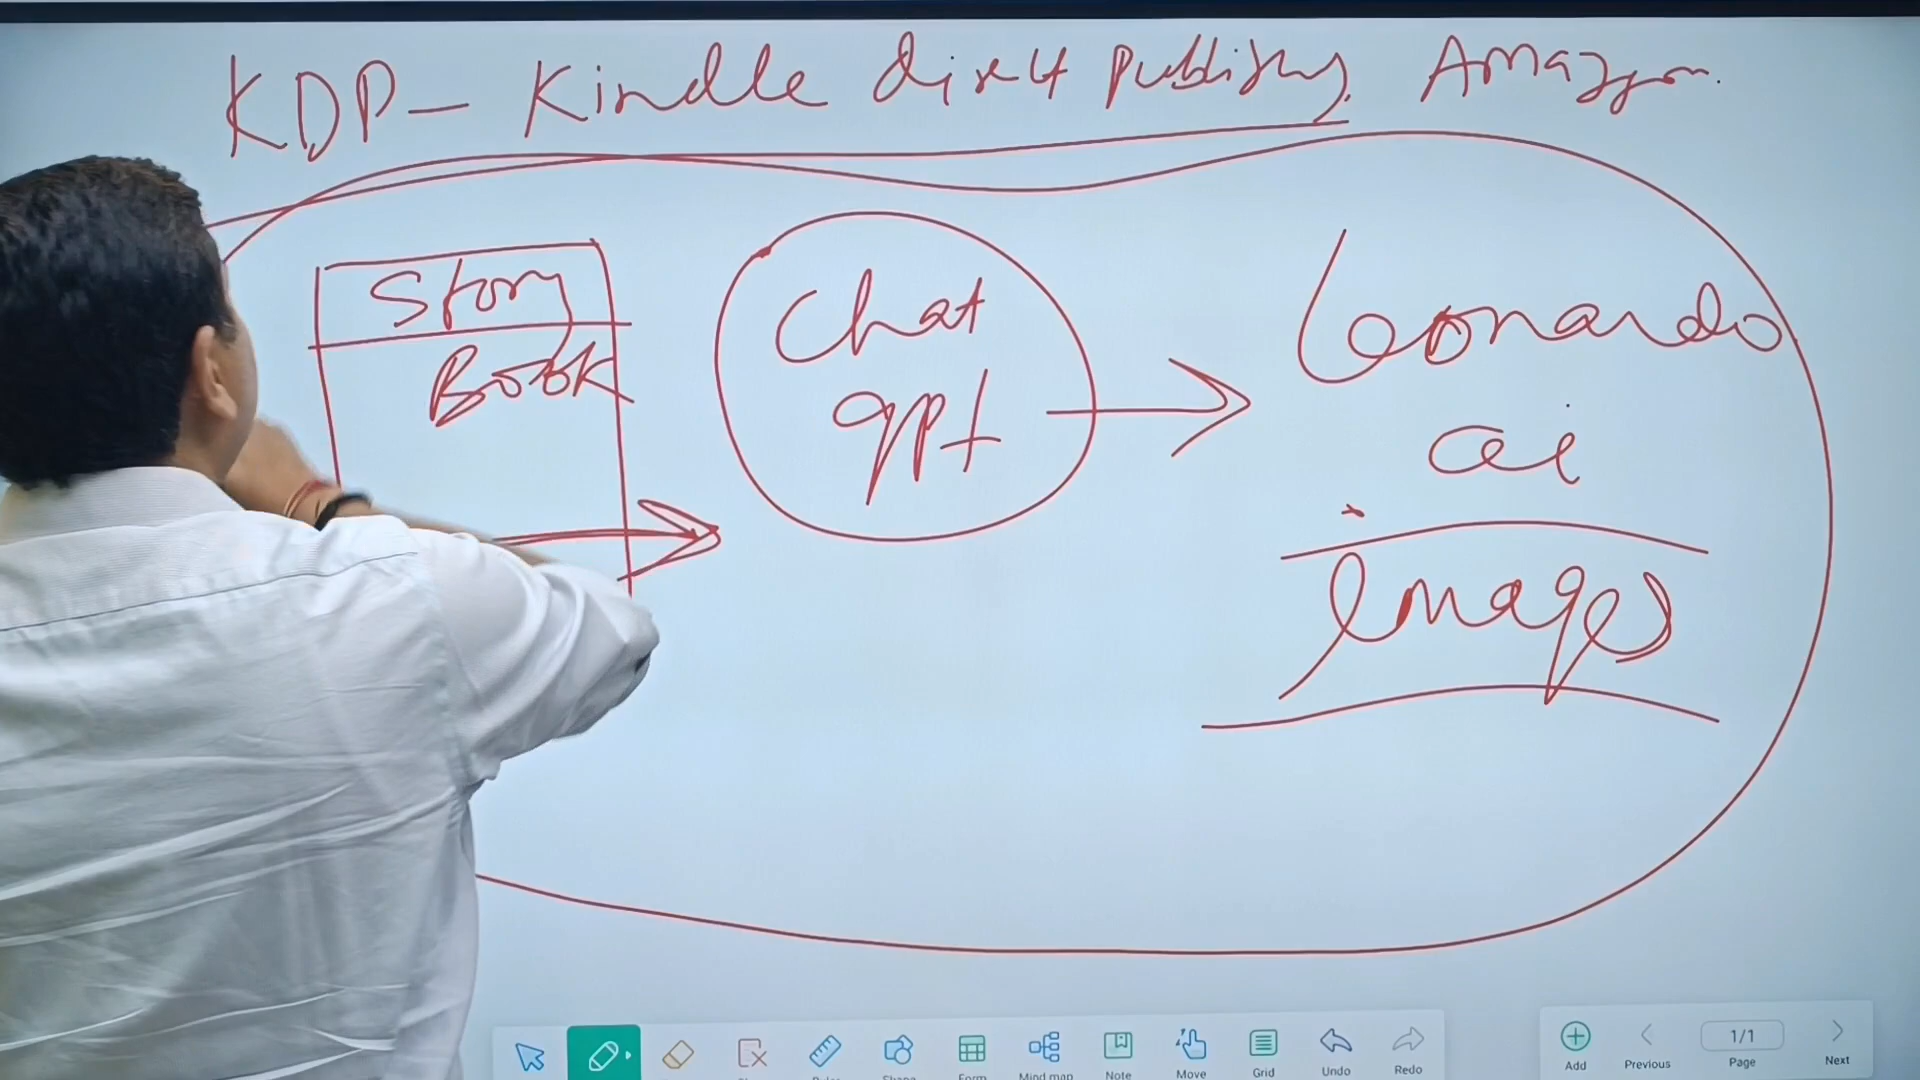 KDP - Kindle direct publishing. Amazon.
Story
Book
Chat
gpt
Leonardo
ai
images
Form
Mind map
Note
Move
Grid
Undo
Redo
Add
Previous
1/1
Page
Next